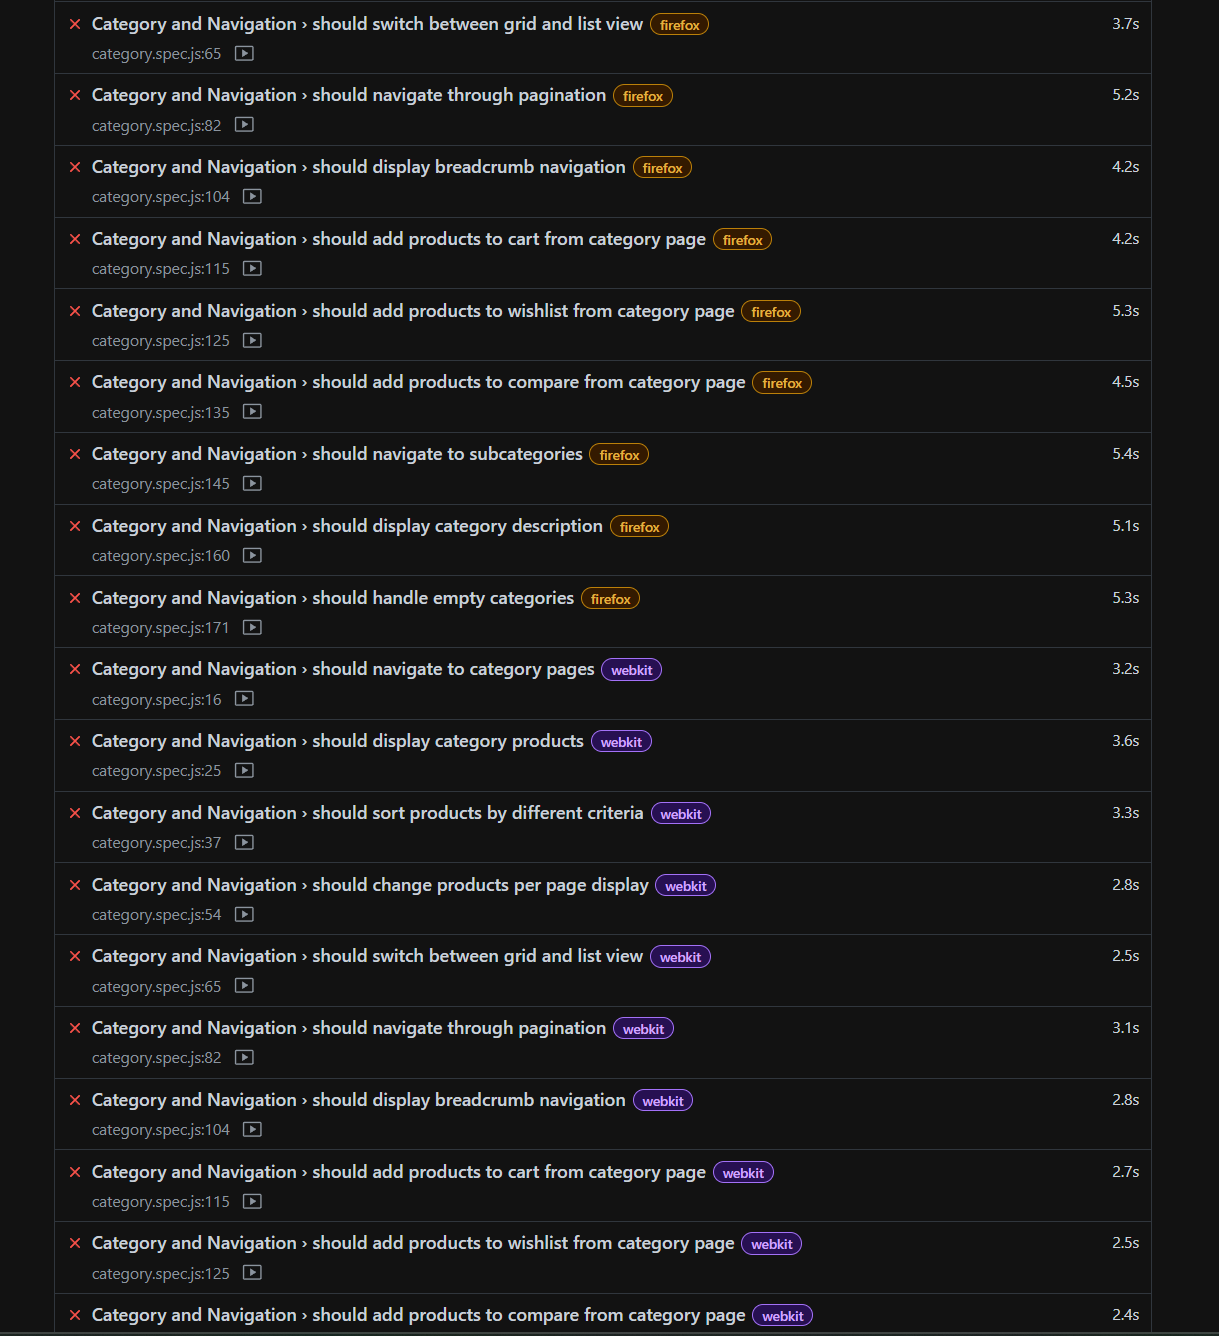 Category and Navigation › should switch between grid and list view firefox 3.7s
category.spec.js:65
Category and Navigation › should navigate through pagination firefox 5.2s
category.spec.js:82
Category and Navigation › should display breadcrumb navigation firefox 4.2s
category.spec.js:104
Category and Navigation › should add products to cart from category page firefox 4.2s
category.spec.js:115
Category and Navigation › should add products to wishlist from category page firefox 5.3s
category.spec.js:125
Category and Navigation › should add products to compare from category page firefox 4.5s
category.spec.js:135
Category and Navigation › should navigate to subcategories firefox 5.4s
category.spec.js:145
Category and Navigation › should display category description firefox 5.1s
category.spec.js:160
Category and Navigation › should handle empty categories firefox 5.3s
category.spec.js:171
Category and Navigation › should navigate to category pages webkit 3.2s
category.spec.js:16
Category and Navigation › should display category products webkit 3.6s
category.spec.js:25
Category and Navigation › should sort products by different criteria webkit 3.3s
category.spec.js:37
Category and Navigation › should change products per page display webkit 2.8s
category.spec.js:54
Category and Navigation › should switch between grid and list view webkit 2.5s
category.spec.js:65
Category and Navigation › should navigate through pagination webkit 3.1s
category.spec.js:82
Category and Navigation › should display breadcrumb navigation webkit 2.8s
category.spec.js:104
Category and Navigation › should add products to cart from category page webkit 2.7s
category.spec.js:115
Category and Navigation › should add products to wishlist from category page webkit 2.5s
category.spec.js:125
Category and Navigation › should add products to compare from category page webkit 2.4s